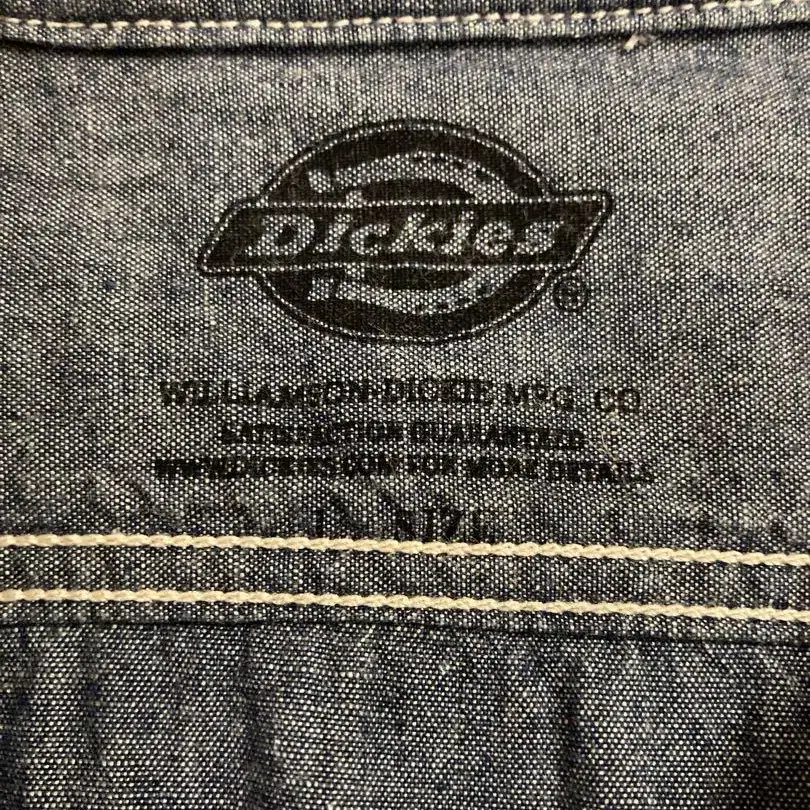 Dickies
®
WILLIAMSON-DICKIE MFG. CO
SATISFACTION GUARANTEED
WWW.DICKIES.COM FOR MORE DETAILS